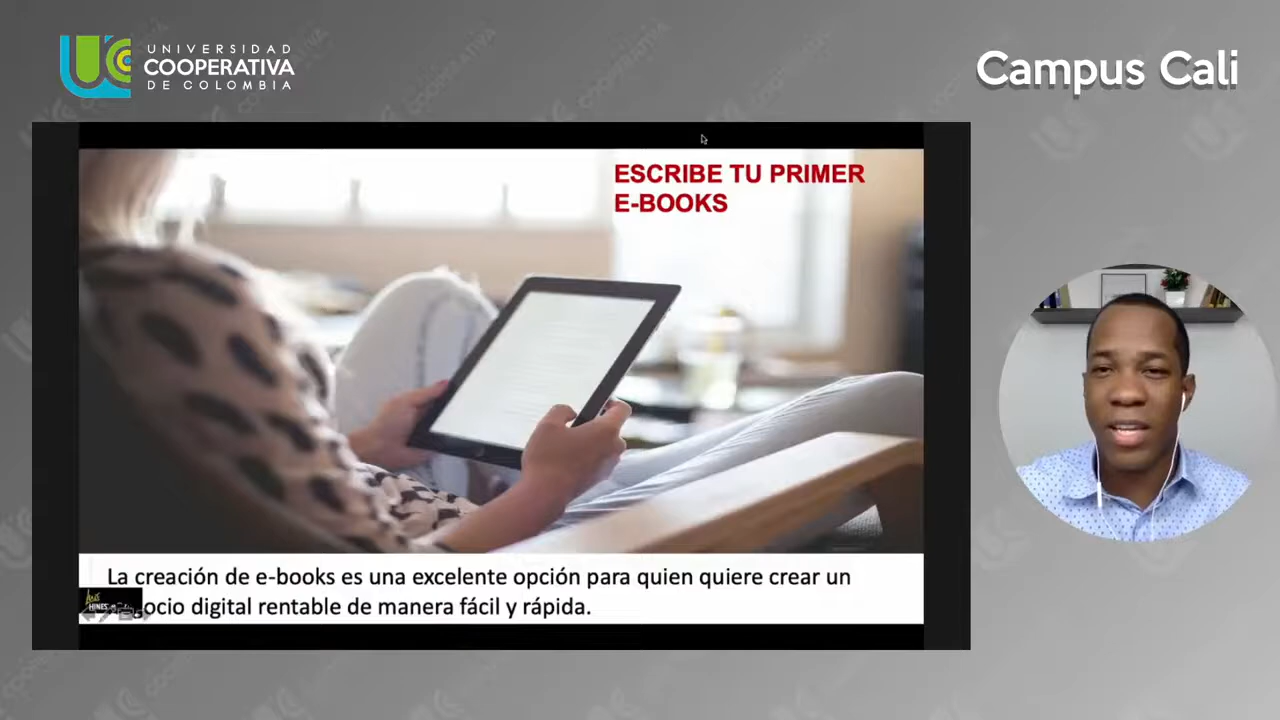 UNIVERSIDAD
COOPERATIVA
DE COLOMBIA
Campus Cali
ESCRIBE TU PRIMER
E-BOOKS
La creación de e-books es una excelente opción para quien quiere crear un
ocio digital rentable de manera fácil y rápida.
HINES